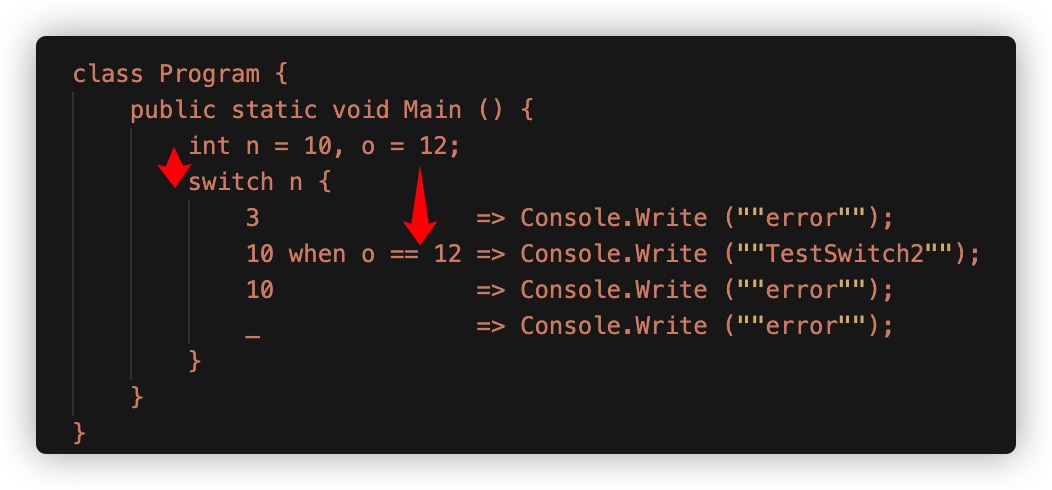 class Program {
    public static void Main () {
        int n = 10, o = 12;
        switch n {
            3               => Console.Write (""error"");
            10 when o == 12 => Console.Write (""TestSwitch2"");
            10              => Console.Write (""error"");
            _               => Console.Write (""error"");
        }
    }
}